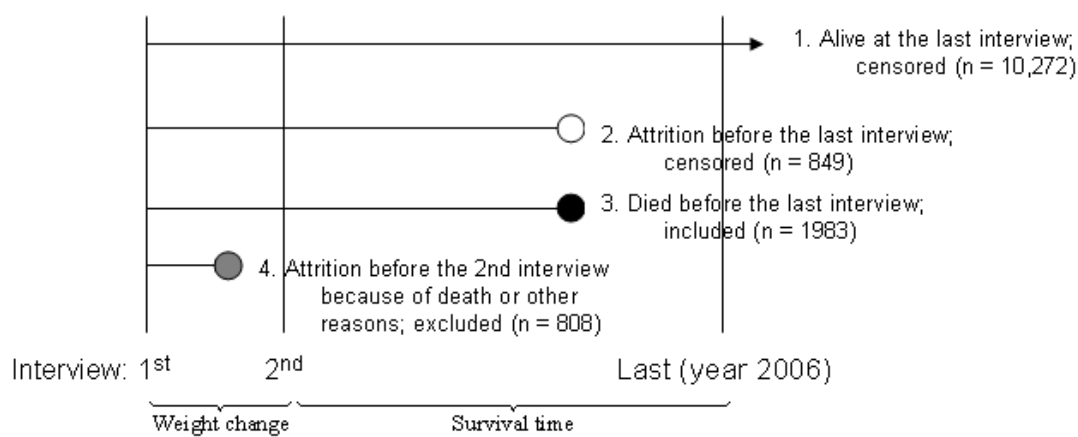 1. Alive at the last interview;
censored (n = 10,272)
2. Attrition before the last interview;
censored (n = 849)
3. Died before the last interview;
included (n = 1983)
4. Attrition before the 2nd interview
because of death or other
reasons; excluded (n = 808)
Interview: 1st 2nd Last (year 2006)
Weight change Survival time